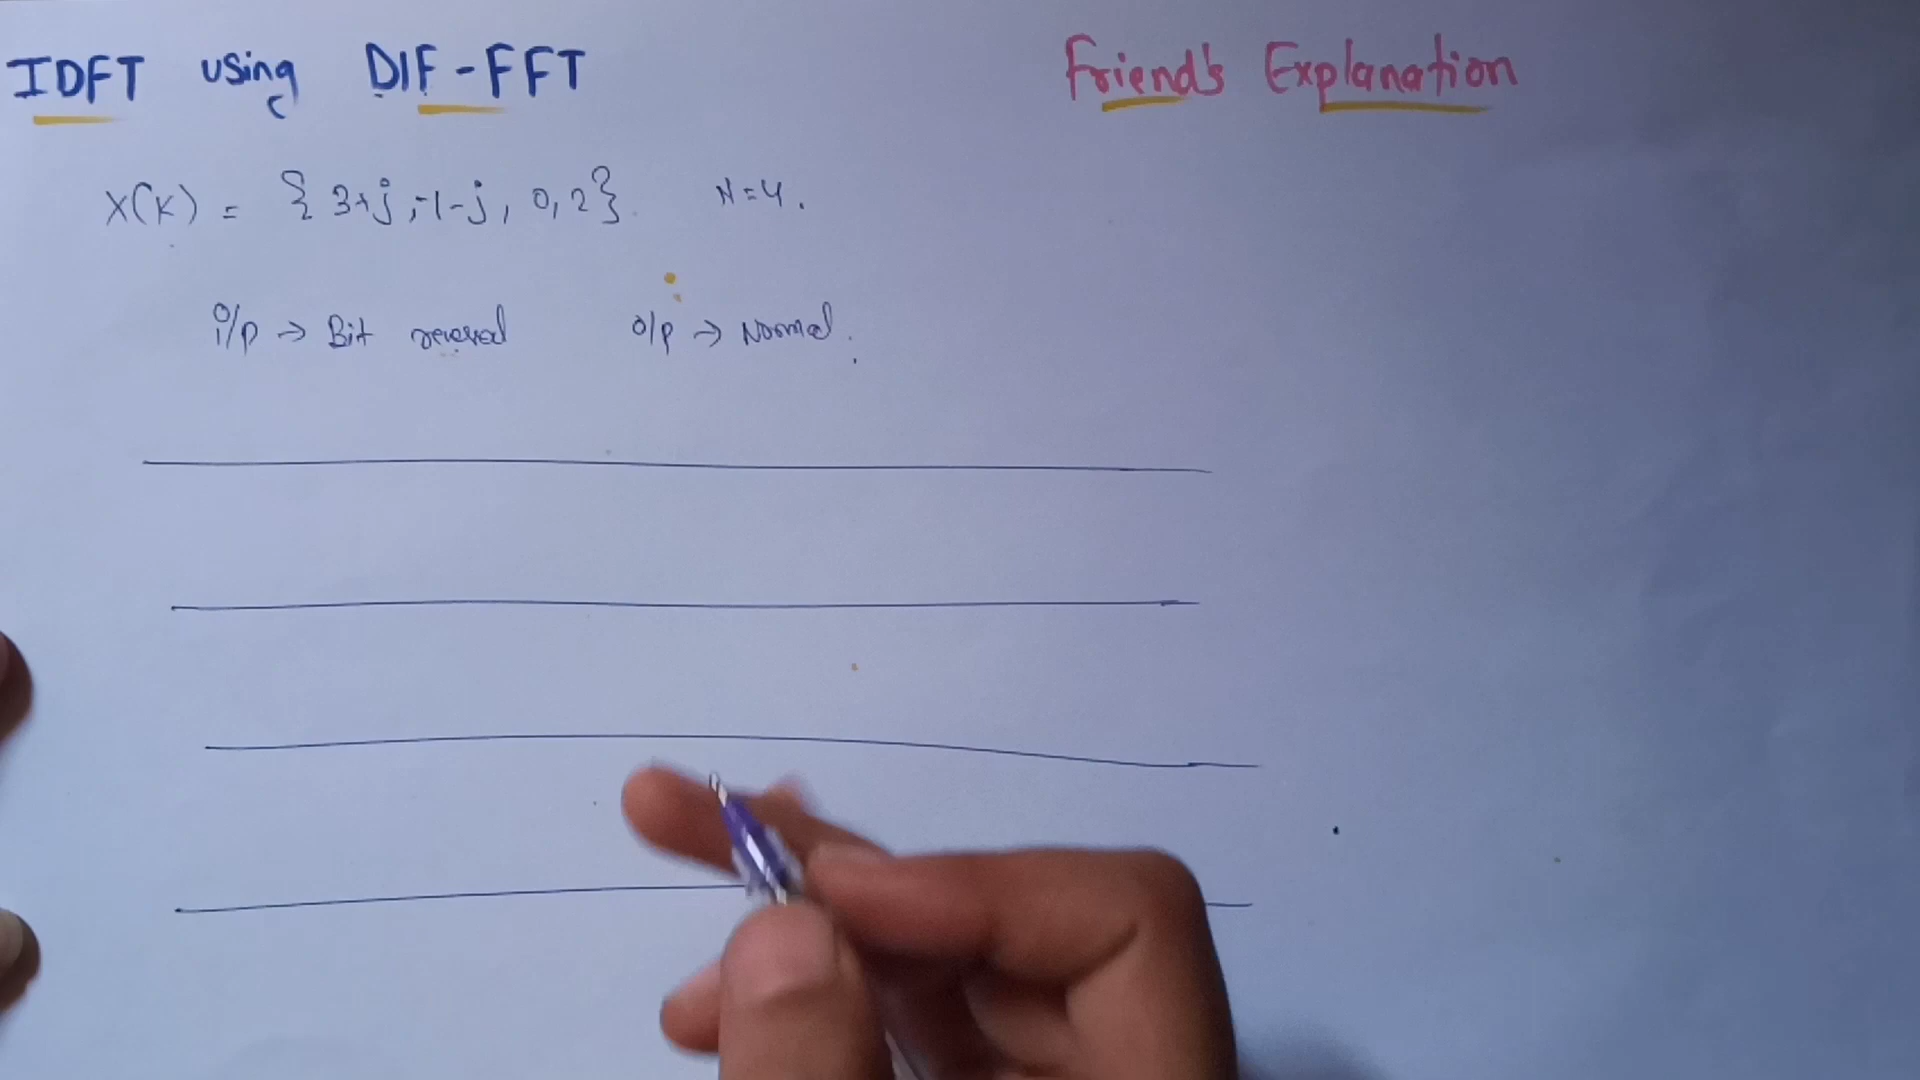 IDFT using DIF-FFT
Friend's Explanation
X(K) = { 3+j, -1-j, 0, 2} N=4.
i/p → Bit reversed o/p → Normal.